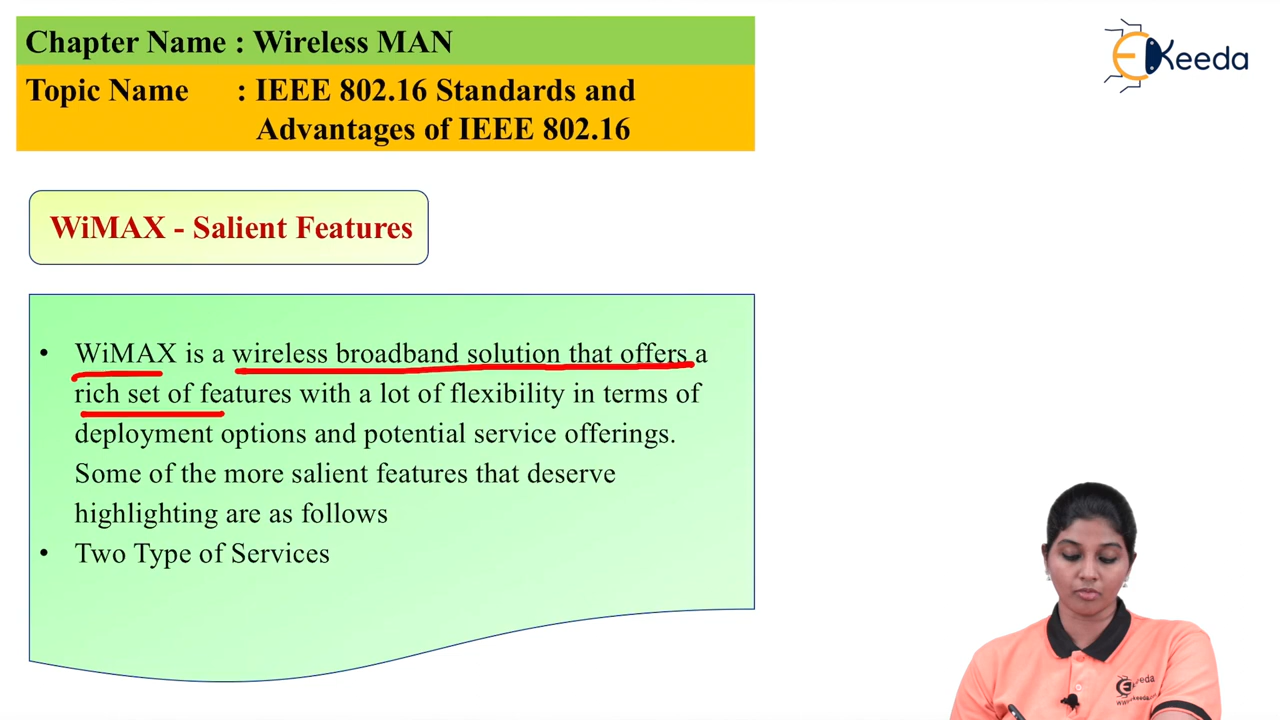 Chapter Name : Wireless MAN
Topic Name : IEEE 802.16 Standards and
Advantages of IEEE 802.16
EKeeda
WiMAX - Salient Features
• WiMAX is a wireless broadband solution that offers a
rich set of features with a lot of flexibility in terms of
deployment options and potential service offerings.
Some of the more salient features that deserve
highlighting are as follows
• Two Type of Services